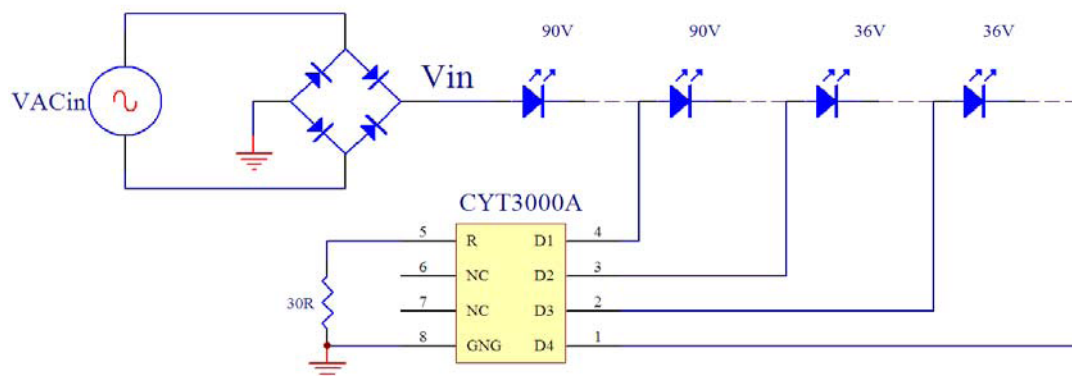 90V 90V 36V 36V
Vin
VACin
CYT3000A
5 R D1 4
6 NC D2 3
7 NC D3 2
8 GNG D4 1
30R